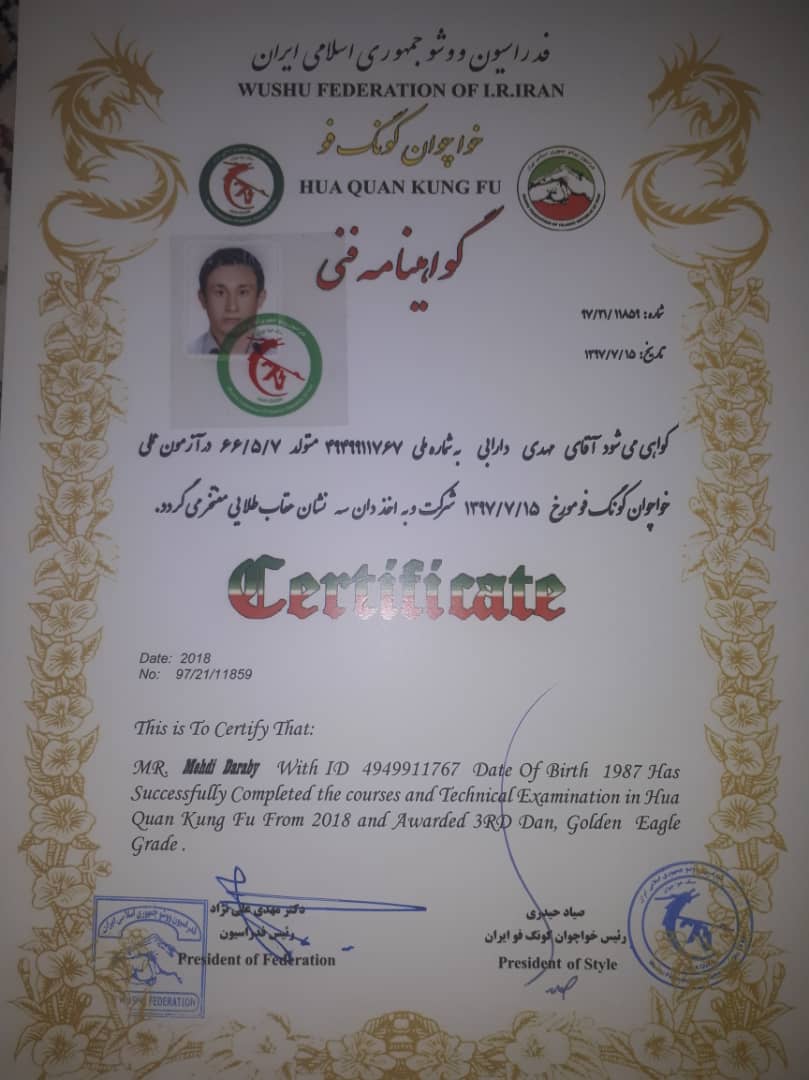 فدراسیون ووشو جمهوری اسلامی ایران
WUSHU FEDERATION OF I.R.IRAN
خواچوان کونگ فو
HUA QUAN KUNG FU
گواهینامه فنی
شماره: ۹۷/۲۱/۱۱۸۵۹
تاریخ: ۱۳۹۷/۷/۱۵
گواهی می شود آقای مهدی دارابی به شماره ملی ۴۹۴۹۹۱۱۷۶۷ متولد ۶۶/۵/۷ در آزمون
خواچوان کونگ فو مورخ ۱۳۹۷/۷/۱۵ شرکت و به اخذ دان سه نشان عقاب طلایی مفتخر می گردد.
Certificate
Date: 2018
No: 97/21/11859
This is To Certify That:
MR. Mehdi Daraby With ID 4949911767 Date Of Birth 1987 Has
Successfully Completed the courses and Technical Examination in Hua
Quan Kung Fu From 2018 and Awarded 3RD Dan, Golden Eagle
Grade .
دکتر مهدی علی نژاد
رئیس فدراسیون
President of Federation
صیاد حیدری
رئیس خواچوان کونگ فو ایران
President of Style
فدراسیون ووشو جمهوری اسلامی ایران
WUSHU FEDERATION